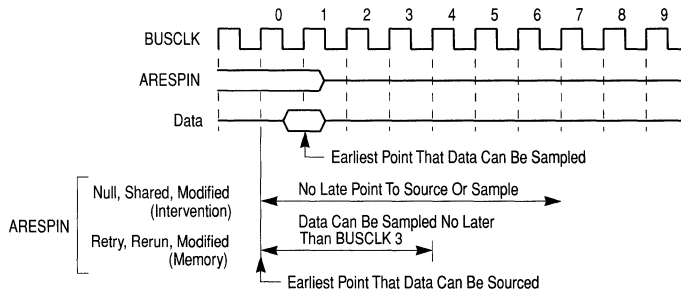 0 1 2 3 4 5 6 7 8 9
BUSCLK
ARESPIN
Data
Earliest Point That Data Can Be Sampled
ARESPIN
Null, Shared, Modified
(Intervention)
No Late Point To Source Or Sample
Retry, Rerun, Modified
(Memory)
Data Can Be Sampled No Later
Than BUSCLK 3
Earliest Point That Data Can Be Sourced